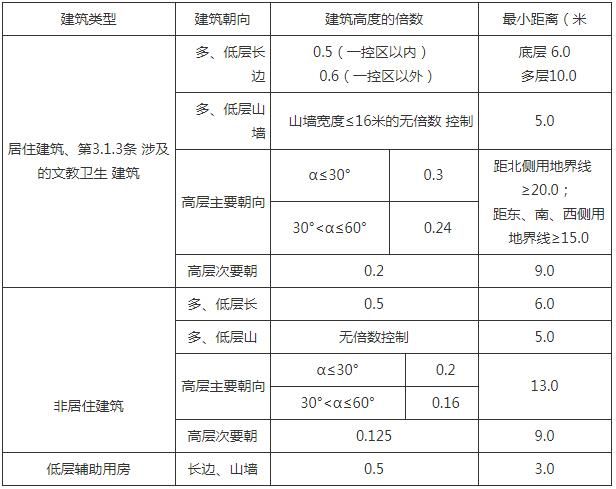 建筑类型 建筑朝向 建筑高度的倍数 最小距离（米
居住建筑、第3.1.3条 涉及
的文教卫生 建筑
多、低层长
边
0.5（一控区以内）
0.6（一控区以外）
底层 6.0
多层10.0
多、低层山
墙
山墙宽度≤16米的无倍数 控制
5.0
高层主要朝向
α≤30° 0.3
30°<α≤60° 0.24
距北侧用地界线
≥20.0；
距东、南、西侧用
地界线≥15.0
高层次要朝 0.2 9.0
非居住建筑
多、低层长 0.5 6.0
多、低层山 无倍数控制 5.0
高层主要朝向
α≤30° 0.2
30°<α≤60° 0.16
13.0
高层次要朝 0.125 9.0
低层辅助用房 长边、山墙 0.5 3.0